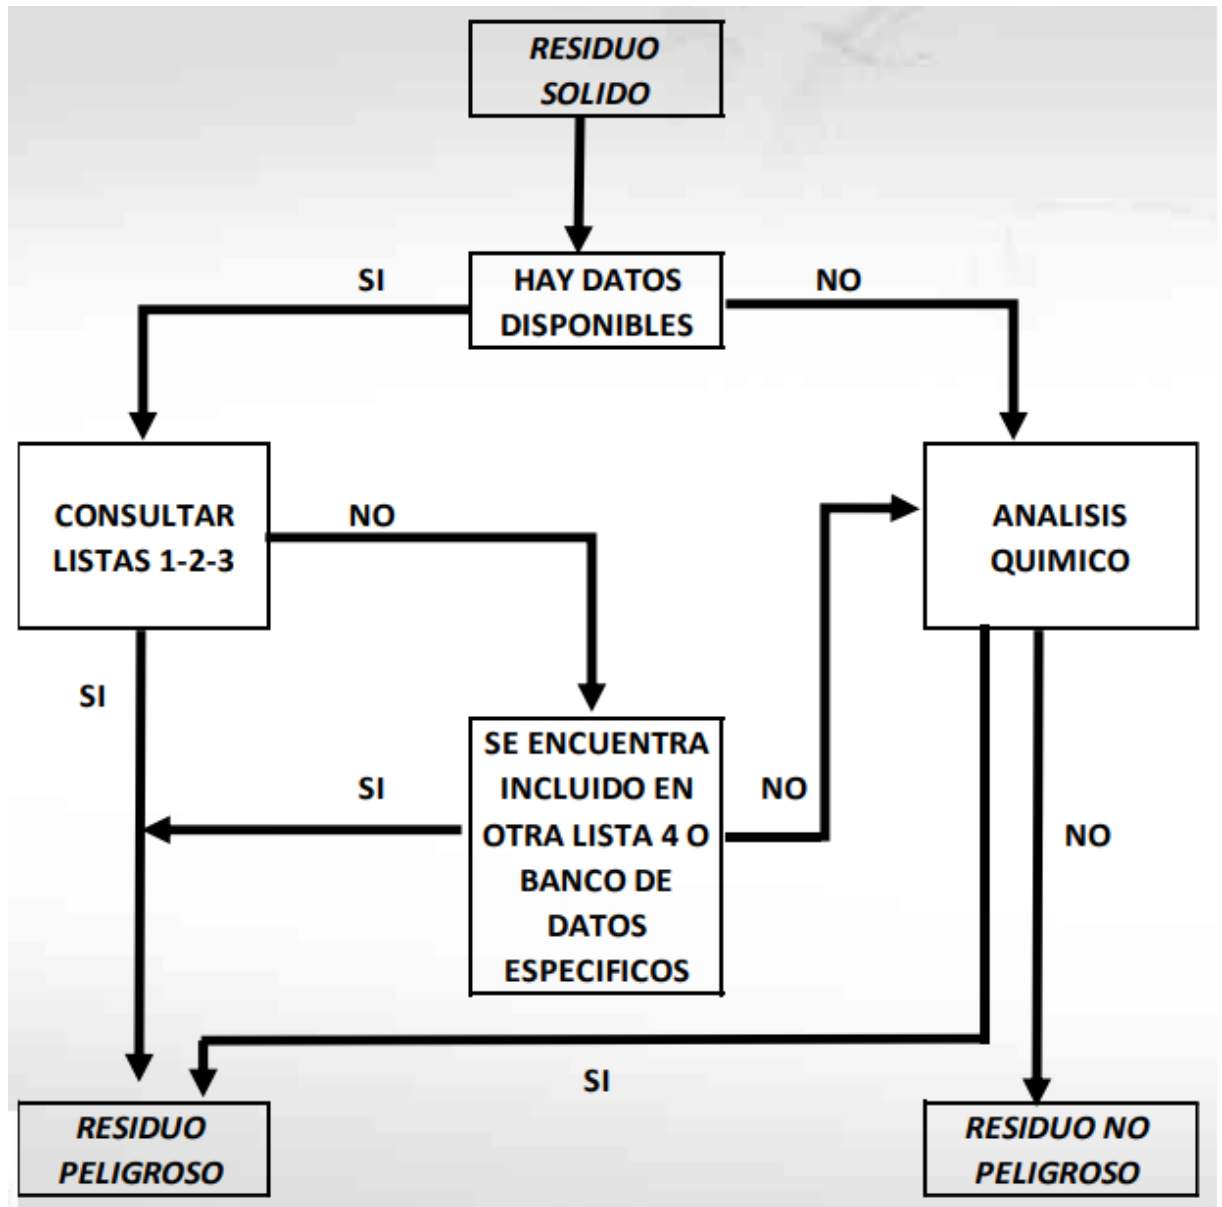 RESIDUO
SOLIDO
SI
HAY DATOS
DISPONIBLES
NO
CONSULTAR
LISTAS 1-2-3
NO
ANALISIS
QUIMICO
SI
SE ENCUENTRA
INCLUIDO EN
OTRA LISTA 4 O
BANCO DE
DATOS
ESPECIFICOS
SI
NO
NO
SI
RESIDUO
PELIGROSO
RESIDUO NO
PELIGROSO